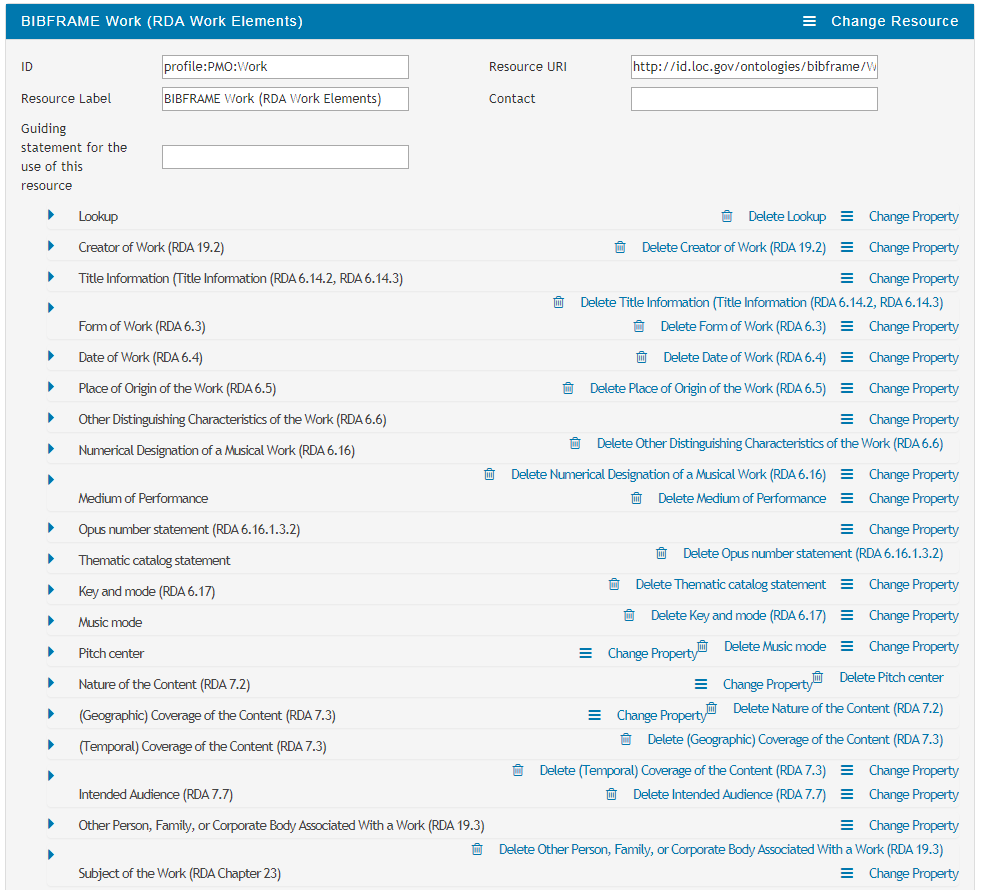 BIBFRAME Work (RDA Work Elements) Change Resource
ID profile:PMO:Work Resource URI http://id.loc.gov/ontologies/bibframe/W
Resource Label BIBFRAME Work (RDA Work Elements) Contact
Guiding
statement for the
use of this
resource
Lookup Delete Lookup Change Property
Creator of Work (RDA 19.2) Delete Creator of Work (RDA 19.2) Change Property
Title Information (Title Information (RDA 6.14.2, RDA 6.14.3) Change Property
Delete Title Information (Title Information (RDA 6.14.2, RDA 6.14.3)
Form of Work (RDA 6.3) Delete Form of Work (RDA 6.3) Change Property
Date of Work (RDA 6.4) Delete Date of Work (RDA 6.4) Change Property
Place of Origin of the Work (RDA 6.5) Delete Place of Origin of the Work (RDA 6.5) Change Property
Other Distinguishing Characteristics of the Work (RDA 6.6) Change Property
Numerical Designation of a Musical Work (RDA 6.16) Delete Other Distinguishing Characteristics of the Work (RDA 6.6)
Delete Numerical Designation of a Musical Work (RDA 6.16) Change Property
Medium of Performance Delete Medium of Performance Change Property
Opus number statement (RDA 6.16.1.3.2) Change Property
Thematic catalog statement Delete Opus number statement (RDA 6.16.1.3.2)
Key and mode (RDA 6.17) Delete Thematic catalog statement Change Property
Music mode Delete Key and mode (RDA 6.17) Change Property
Pitch center Change Property Delete Music mode Change Property
Nature of the Content (RDA 7.2) Change Property Delete Pitch center
(Geographic) Coverage of the Content (RDA 7.3) Change Property Delete Nature of the Content (RDA 7.2)
(Temporal) Coverage of the Content (RDA 7.3) Delete (Geographic) Coverage of the Content (RDA 7.3)
Delete (Temporal) Coverage of the Content (RDA 7.3) Change Property
Intended Audience (RDA 7.7) Delete Intended Audience (RDA 7.7) Change Property
Other Person, Family, or Corporate Body Associated With a Work (RDA 19.3) Change Property
Delete Other Person, Family, or Corporate Body Associated With a Work (RDA 19.3)
Subject of the Work (RDA Chapter 23) Change Property